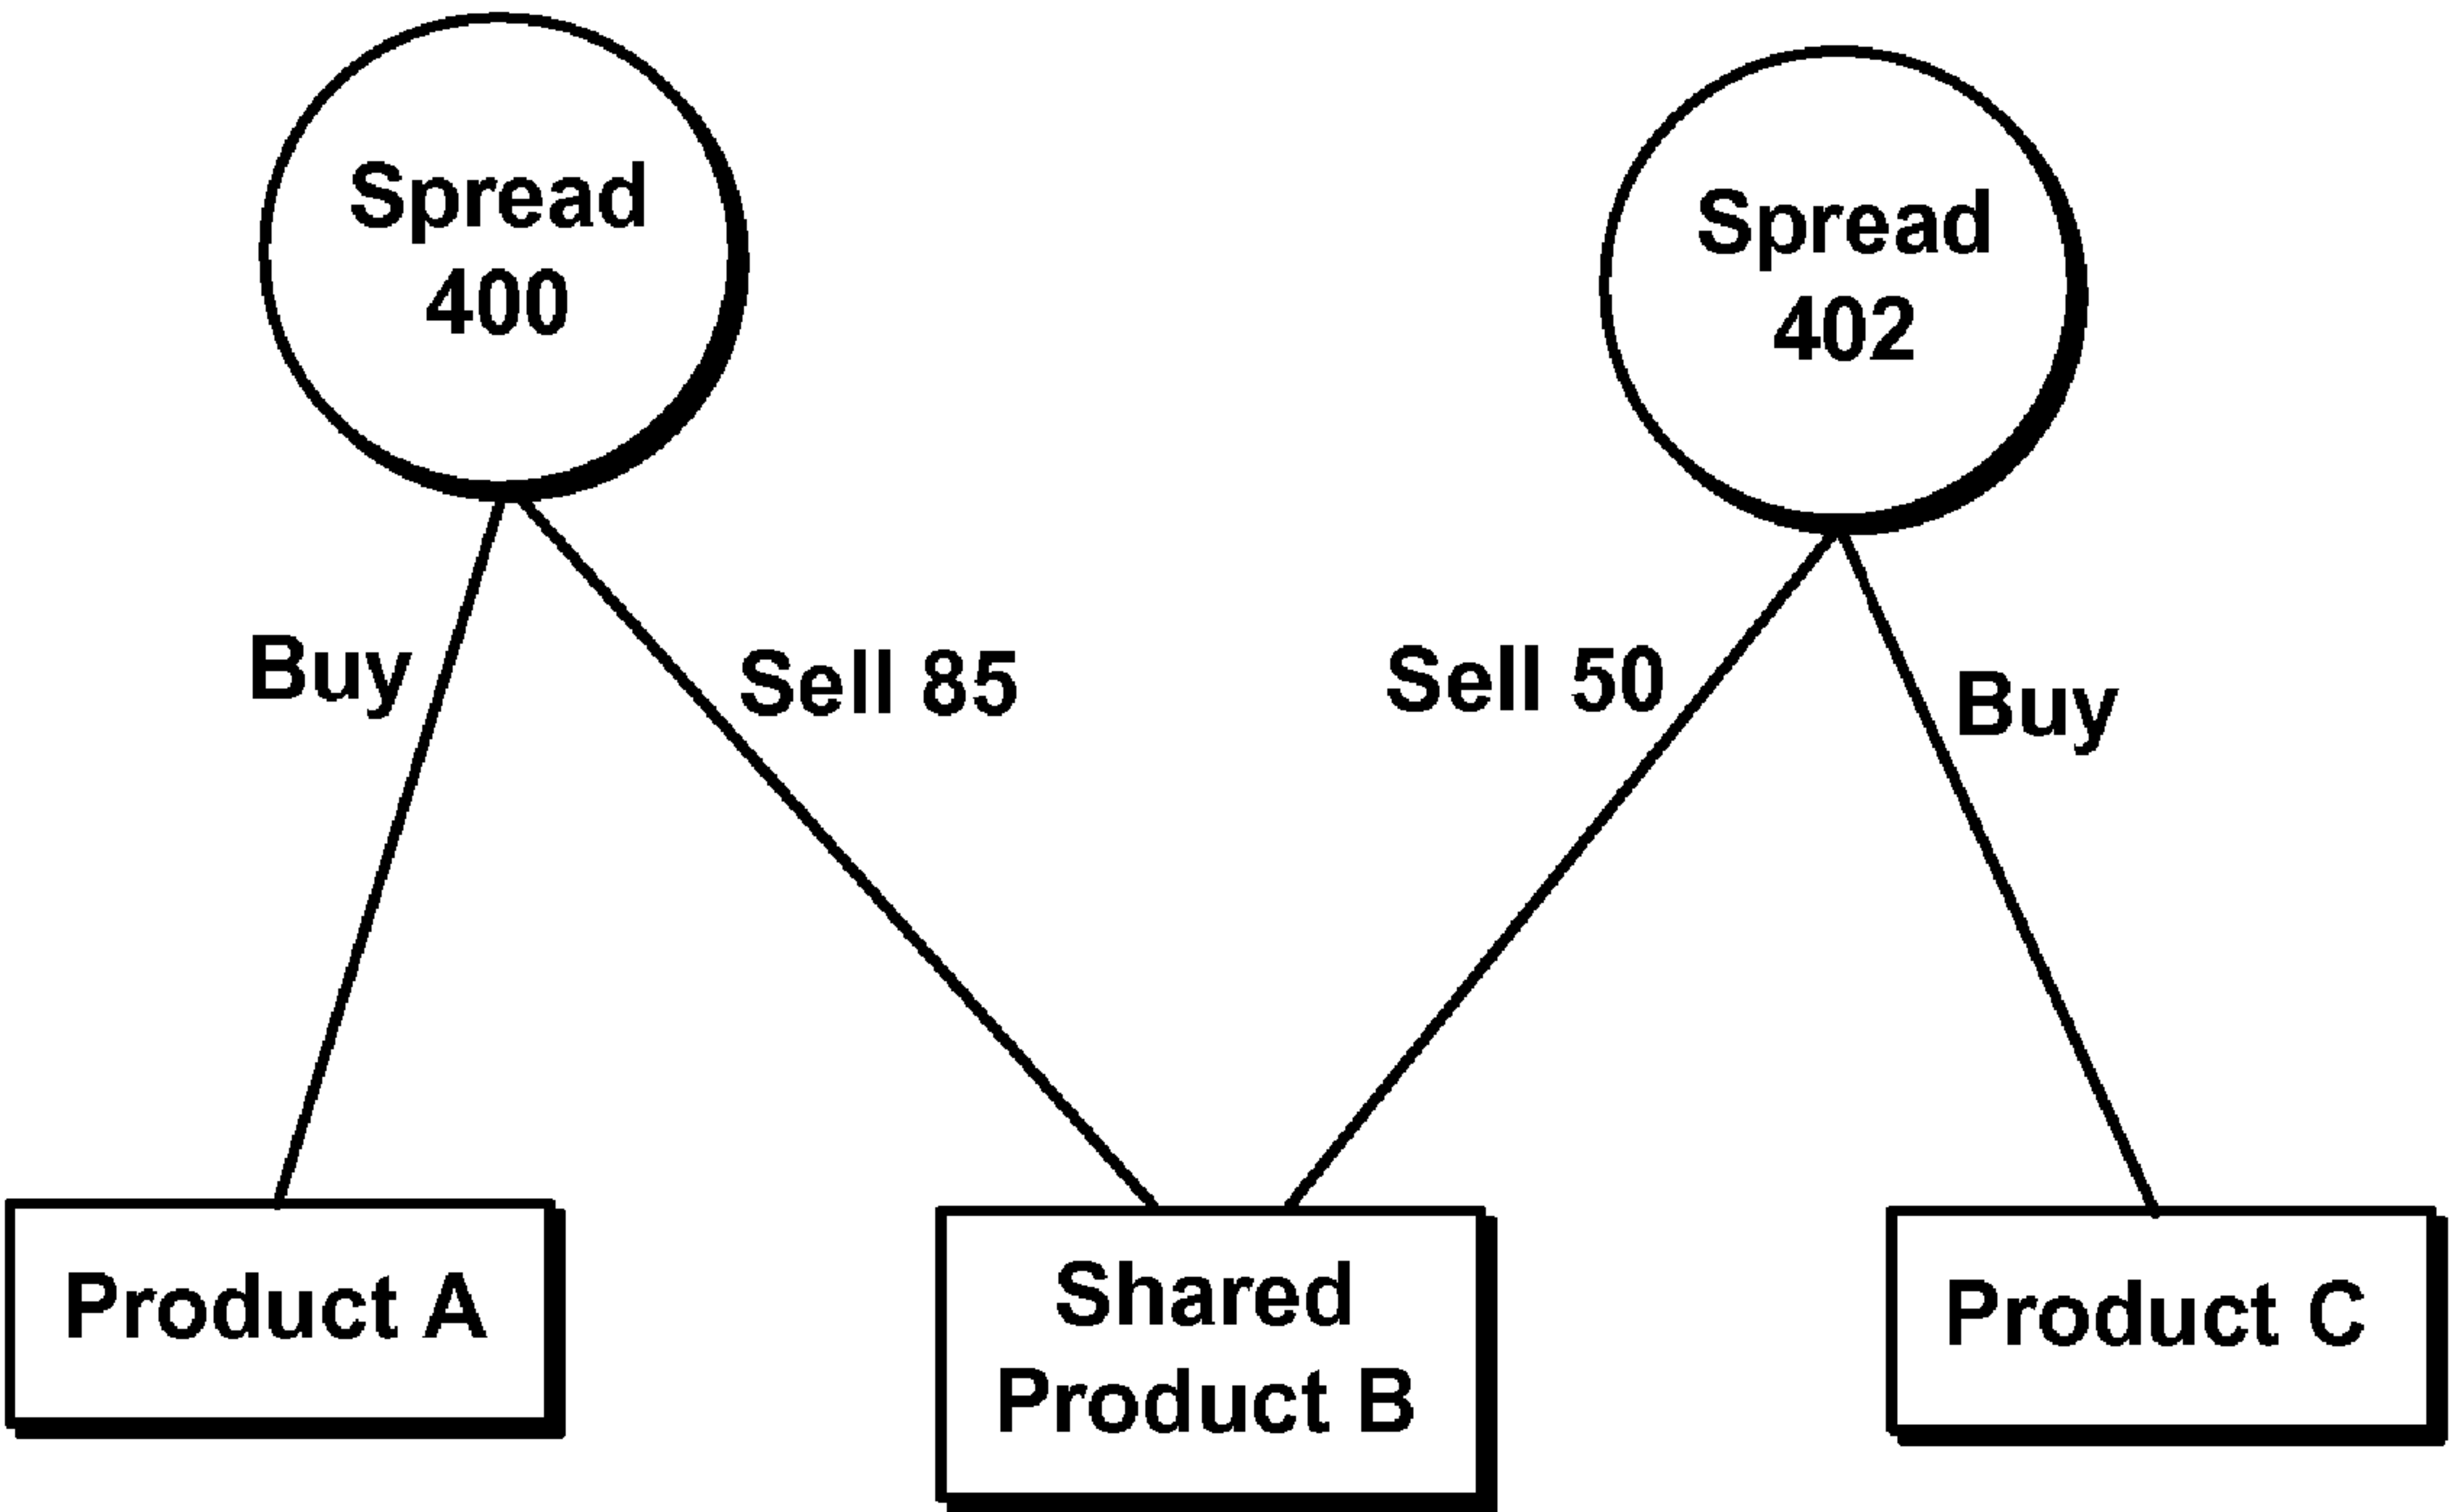 Spread
400
Spread
402
Buy
Sell 85
Sell 50
Buy
Product A
Shared
Product B
Product C